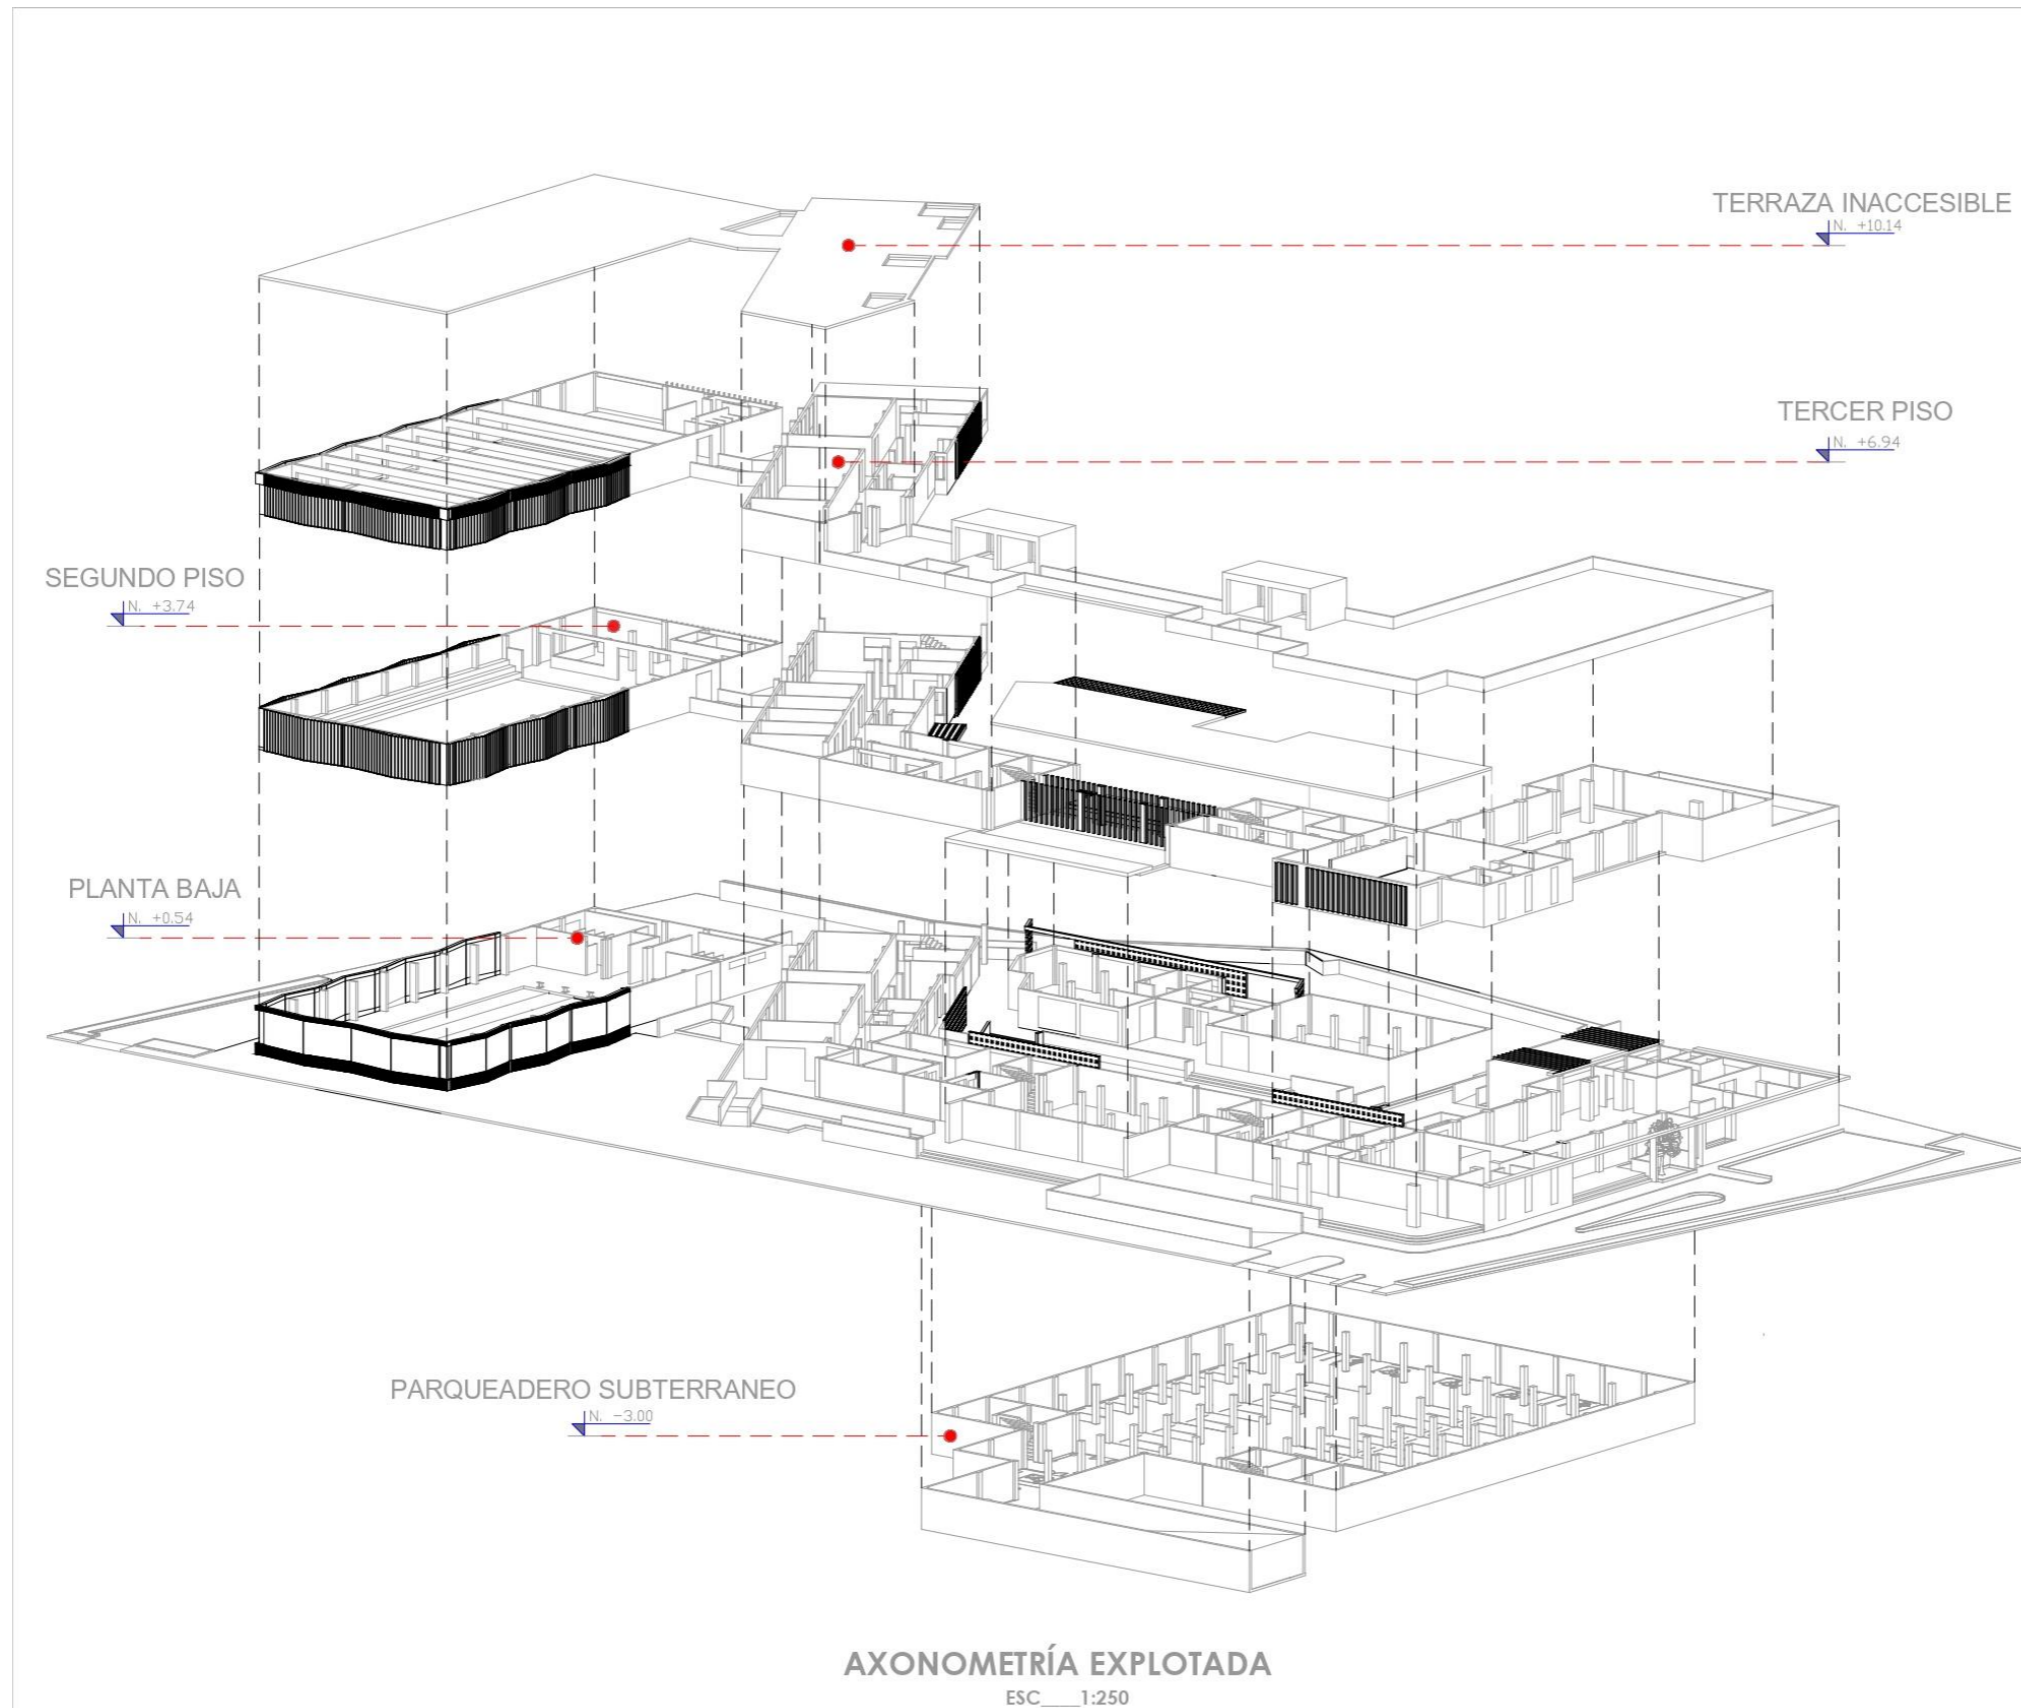 TERRAZA INACCESIBLE
N. +10.14
TERCER PISO
N. +6.94
SEGUNDO PISO
N. +3.74
PLANTA BAJA
N. +0.54
PARQUEADERO SUBTERRANEO
N. -3.00
AXONOMETRÍA EXPLOTADA
ESC____1:250